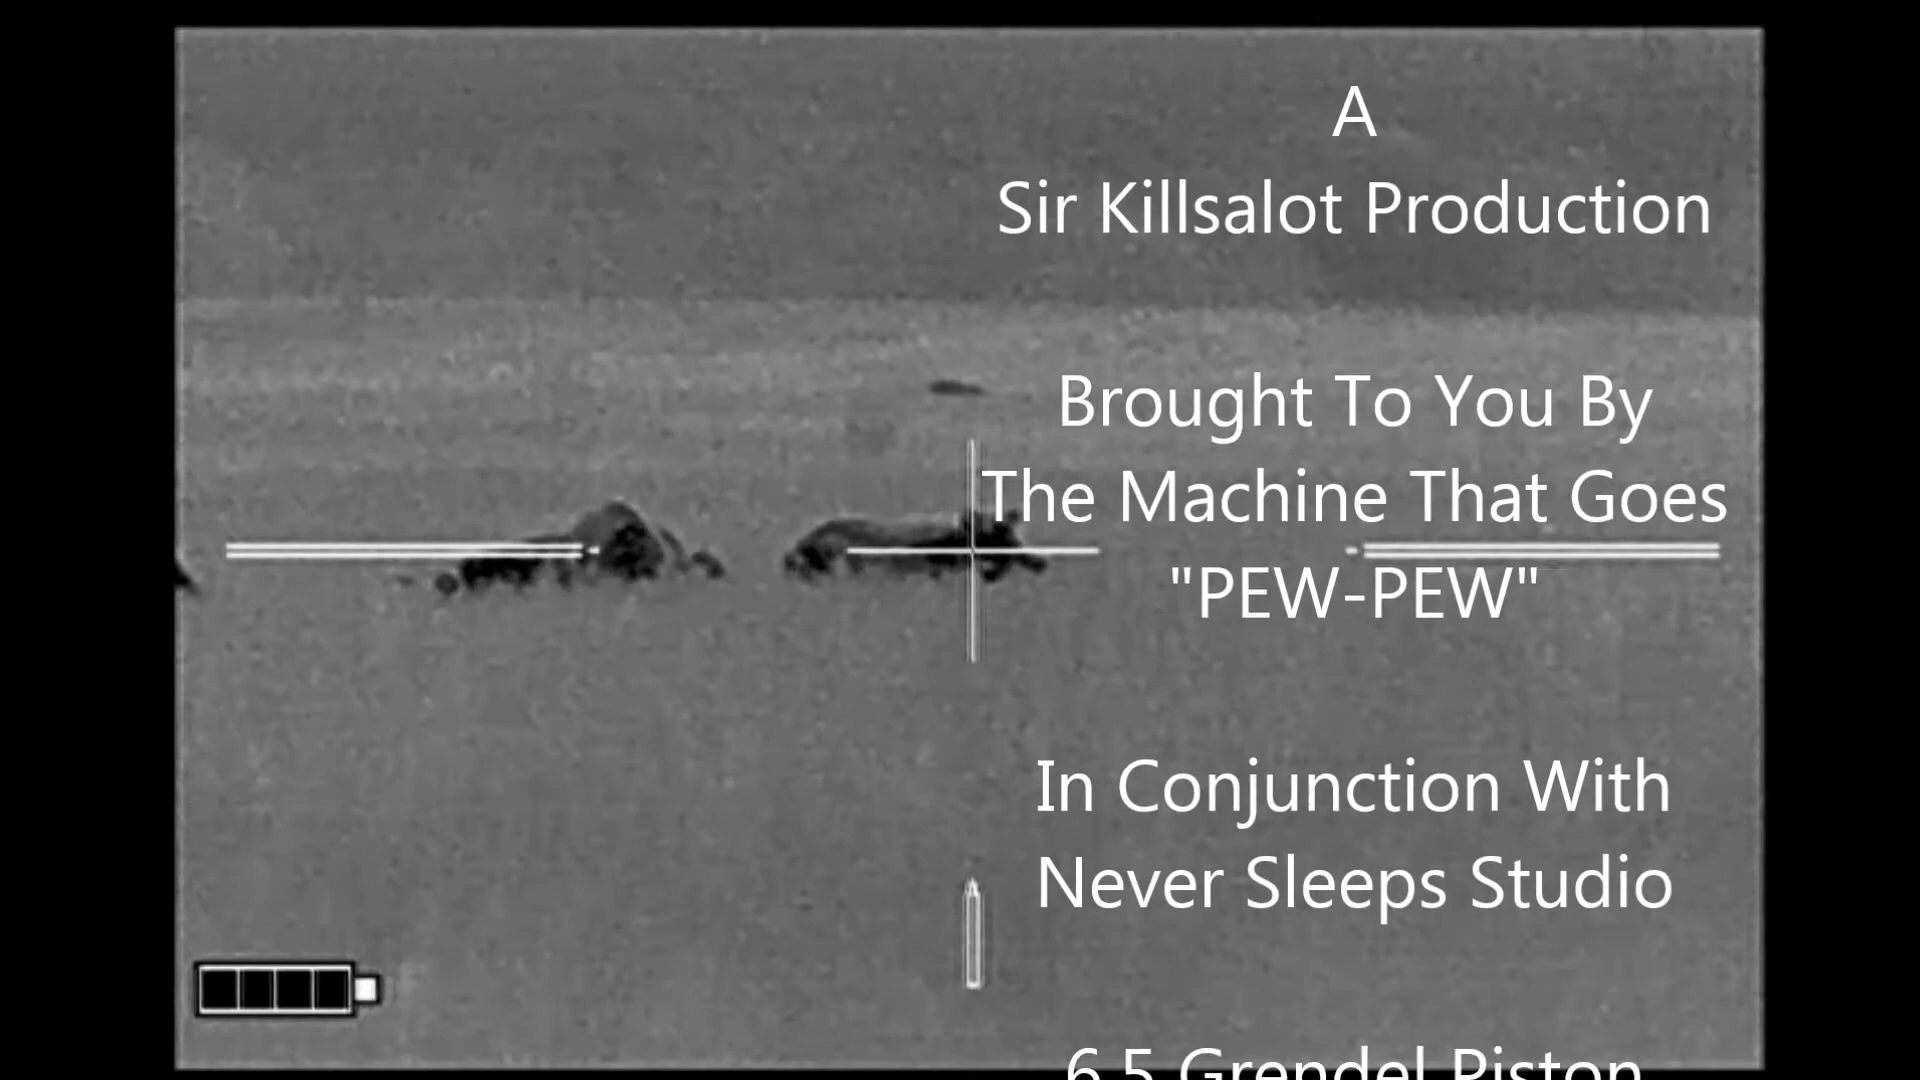 A
Sir Killsalot Production
Brought To You By
The Machine That Goes
"PEW-PEW"
In Conjunction With
Never Sleeps Studio
6.5 Grendel Piston